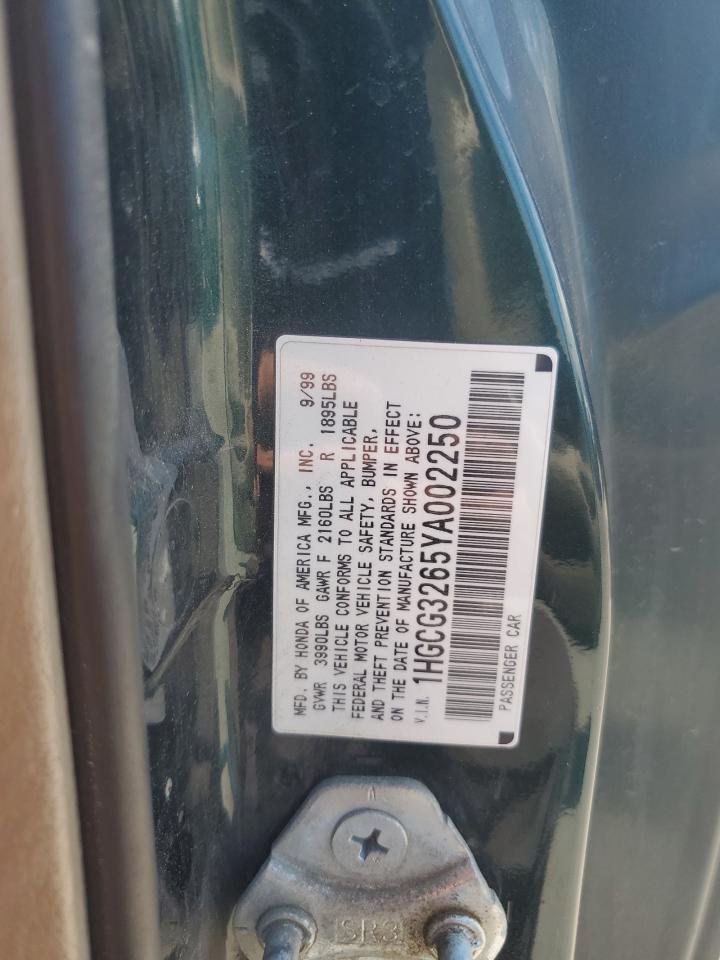 MFD. BY HONDA OF AMERICA MFG., INC. 9/99
GVWR 3990LBS GAWR F 2160LBS R 1895LBS
THIS VEHICLE CONFORMS TO ALL APPLICABLE
FEDERAL MOTOR VEHICLE SAFETY, BUMPER,
AND THEFT PREVENTION STANDARDS IN EFFECT
ON THE DATE OF MANUFACTURE SHOWN ABOVE:
V.I.N. 1HGCG3265YA002250
PASSENGER CAR
A